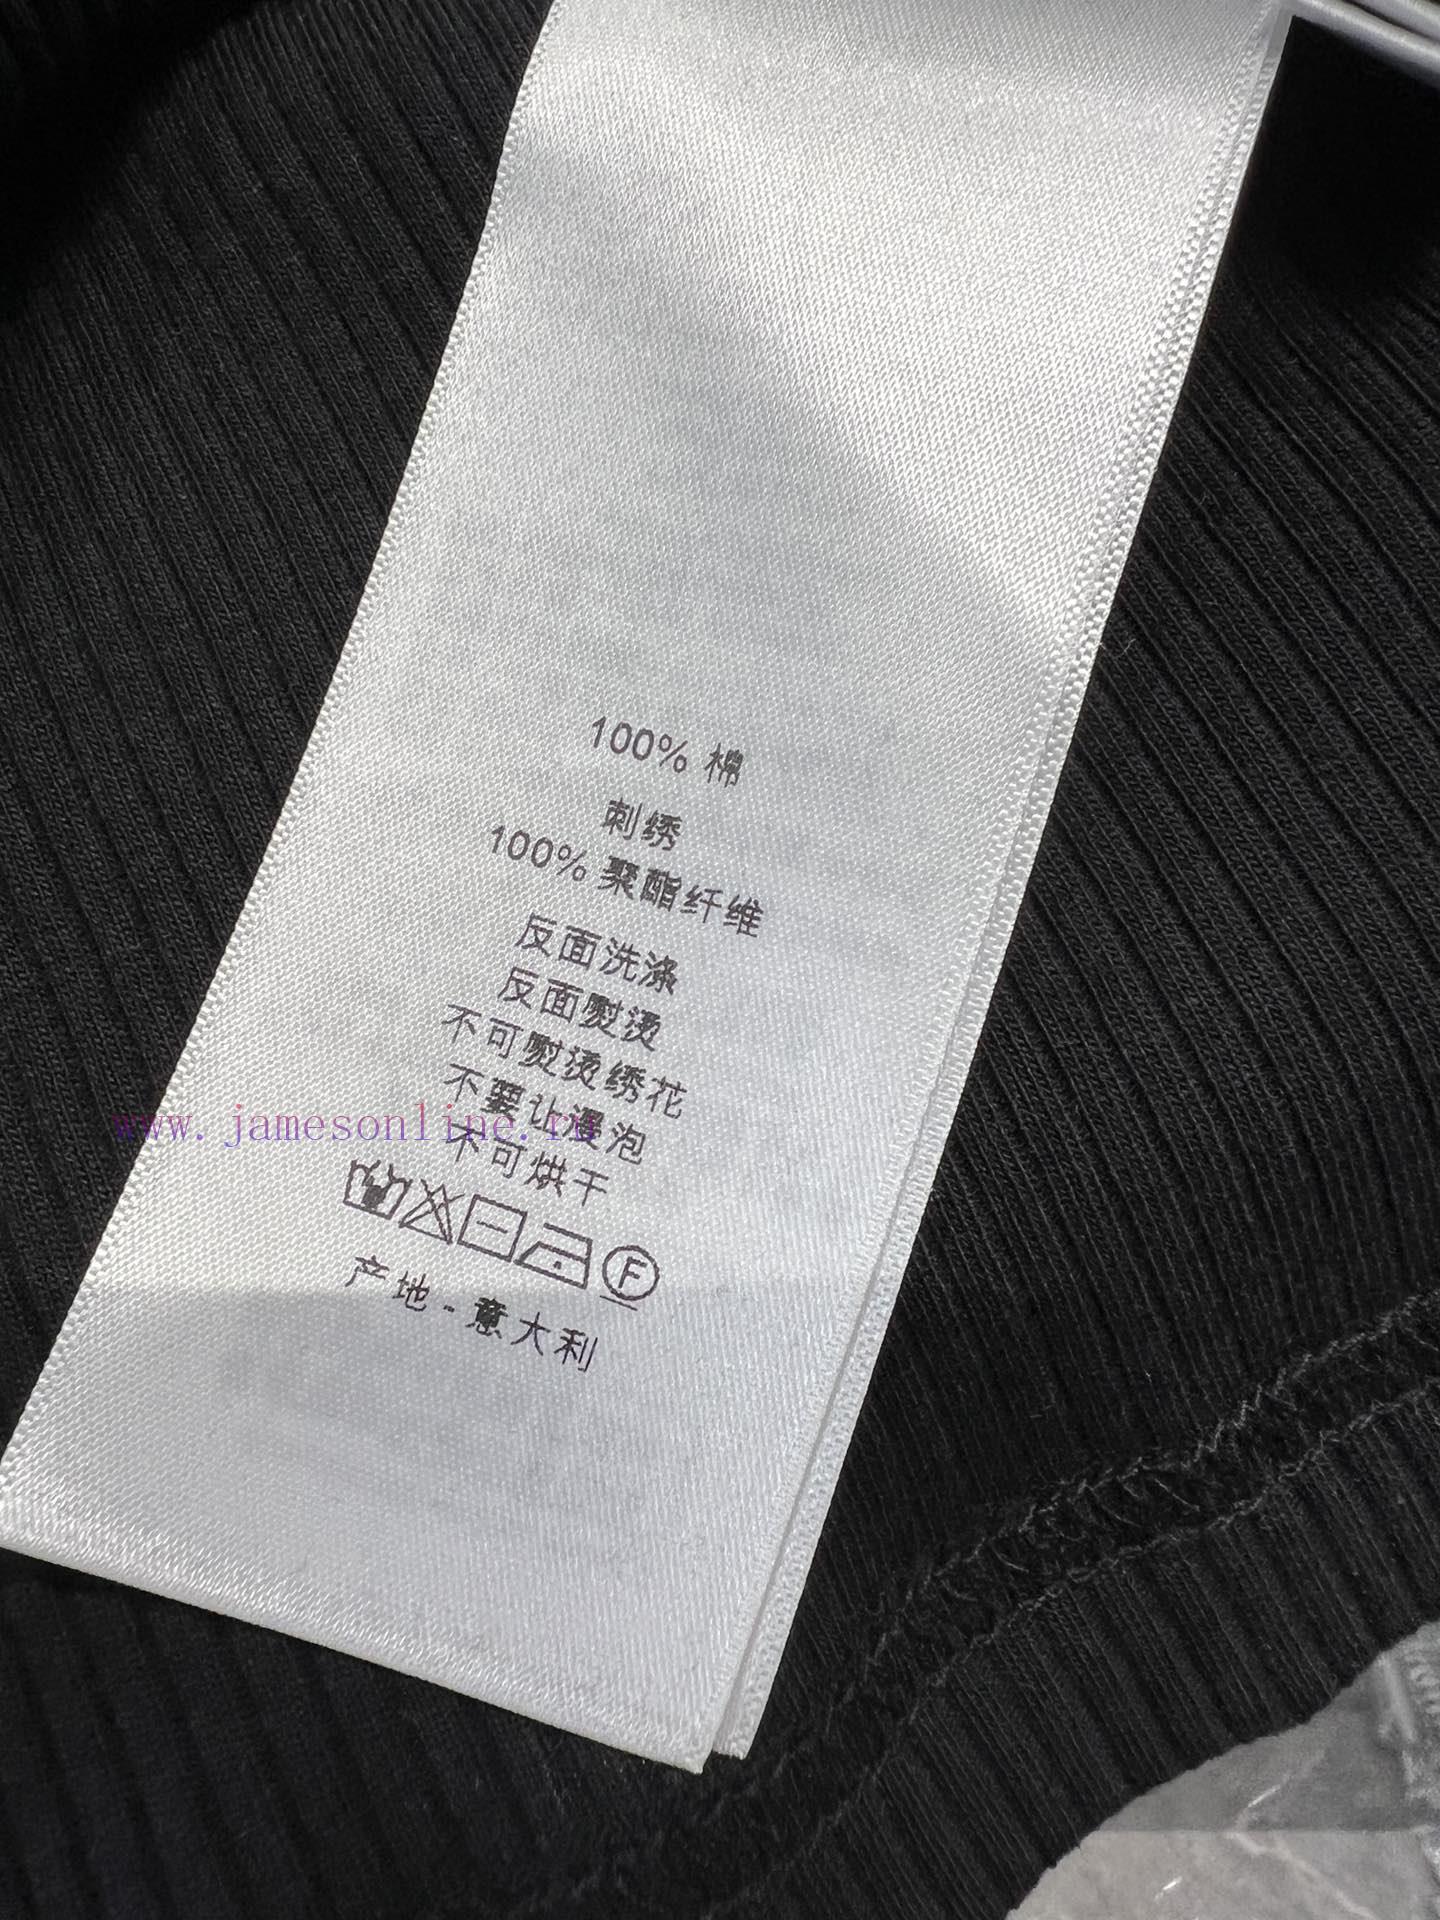 100% 棉
刺绣
100% 聚酯纤维
反面洗涤
反面熨烫
不可熨烫绣花
不要让浸泡
不可烘干
F
产地-意大利
www.jamesonline.ru